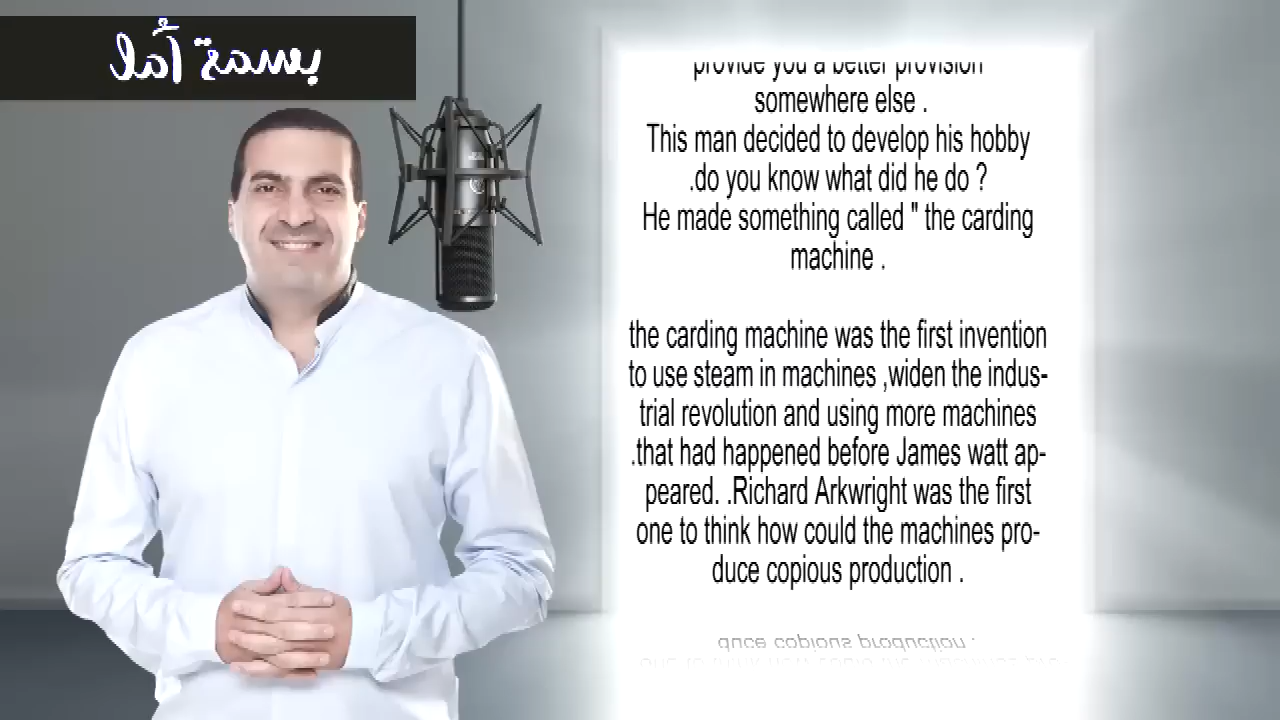 بسمة أمل
provide you a better provision
somewhere else .
This man decided to develop his hobby
.do you know what did he do ?
He made something called " the carding
machine .
the carding machine was the first invention
to use steam in machines ,widen the indus-
trial revolution and using more machines
.that had happened before James watt ap-
peared. .Richard Arkwright was the first
one to think how could the machines pro-
duce copious production .